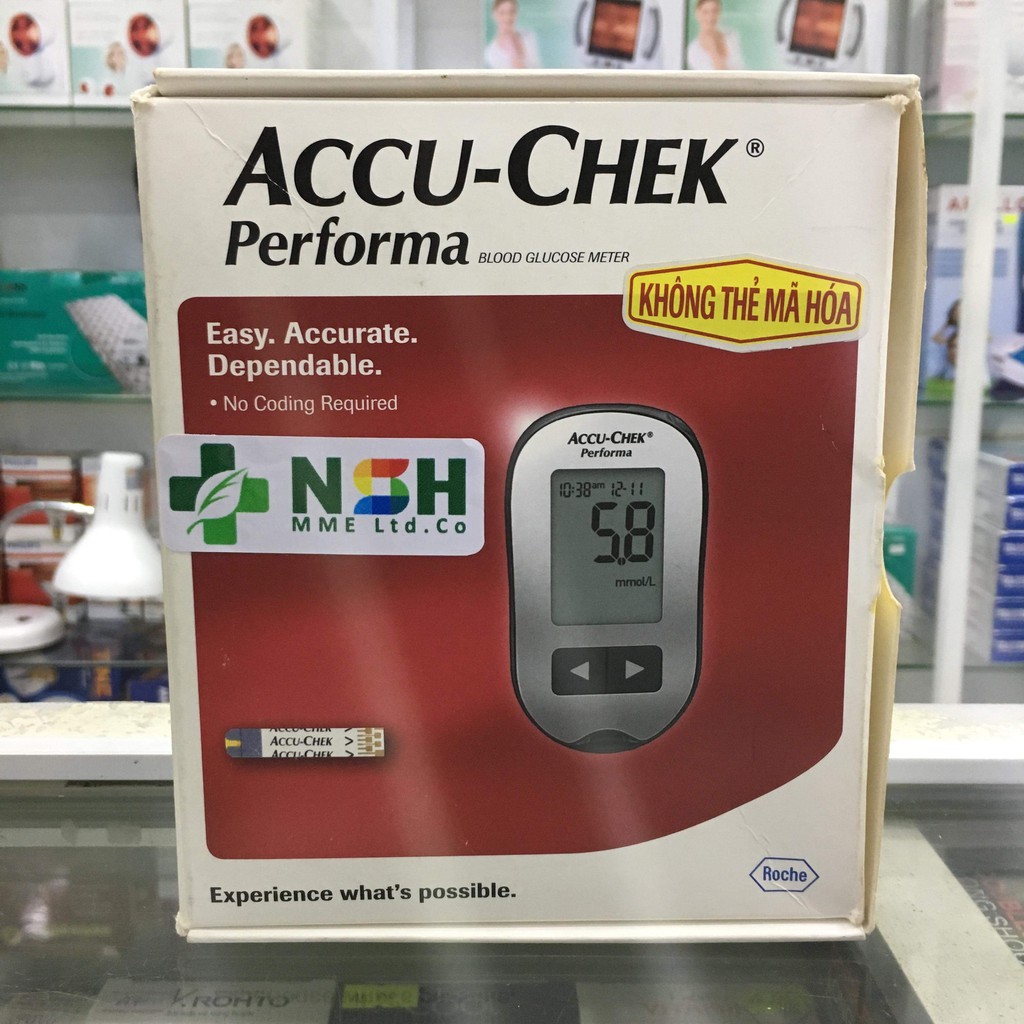 ACCU-CHEK®
Performa BLOOD GLUCOSE METER
KHÔNG THẺ MÃ HÓA
Easy. Accurate.
Dependable.
• No Coding Required
NSH
MME Ltd.Co
ACCU-CHEK®
Performa
10:38am 12-11
5.8
mmol/L
ACCU-CHEK
ACCU-CHEK
ACCU-CHEK
Experience what's possible.
Roche
ROHTO